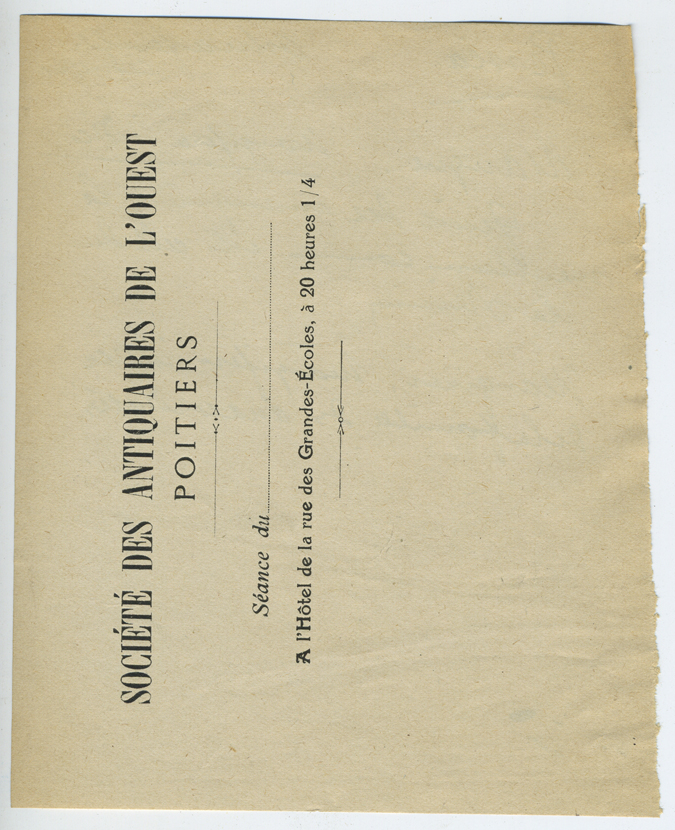 SOCIÉTÉ DES ANTIQUAIRES DE L'OUEST
POITIERS
Séance du
A l'Hôtel de la rue des Grandes-Écoles, à 20 heures 1/4